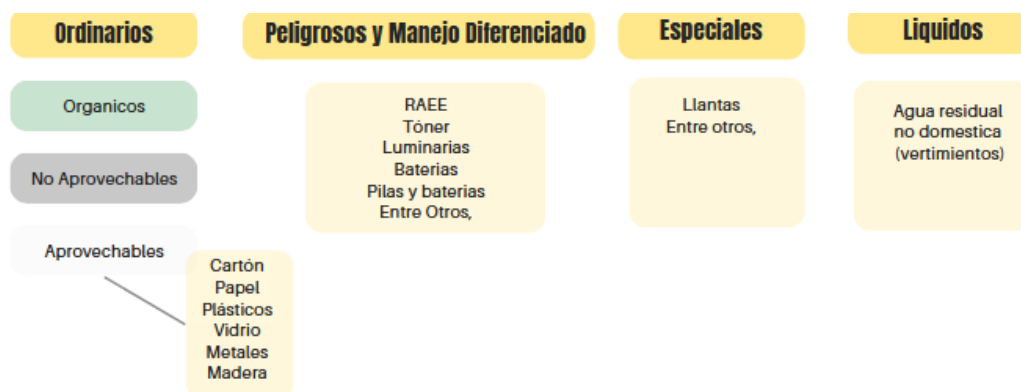 Ordinarios
Peligrosos y Manejo Diferenciado
Especiales
Liquidos
Organicos
No Aprovechables
Aprovechables
Cartón
Papel
Plásticos
Vidrio
Metales
Madera
RAEE
Tóner
Luminarias
Baterias
Pilas y baterias
Entre Otros,
Llantas
Entre otros,
Agua residual
no domestica
(vertimientos)